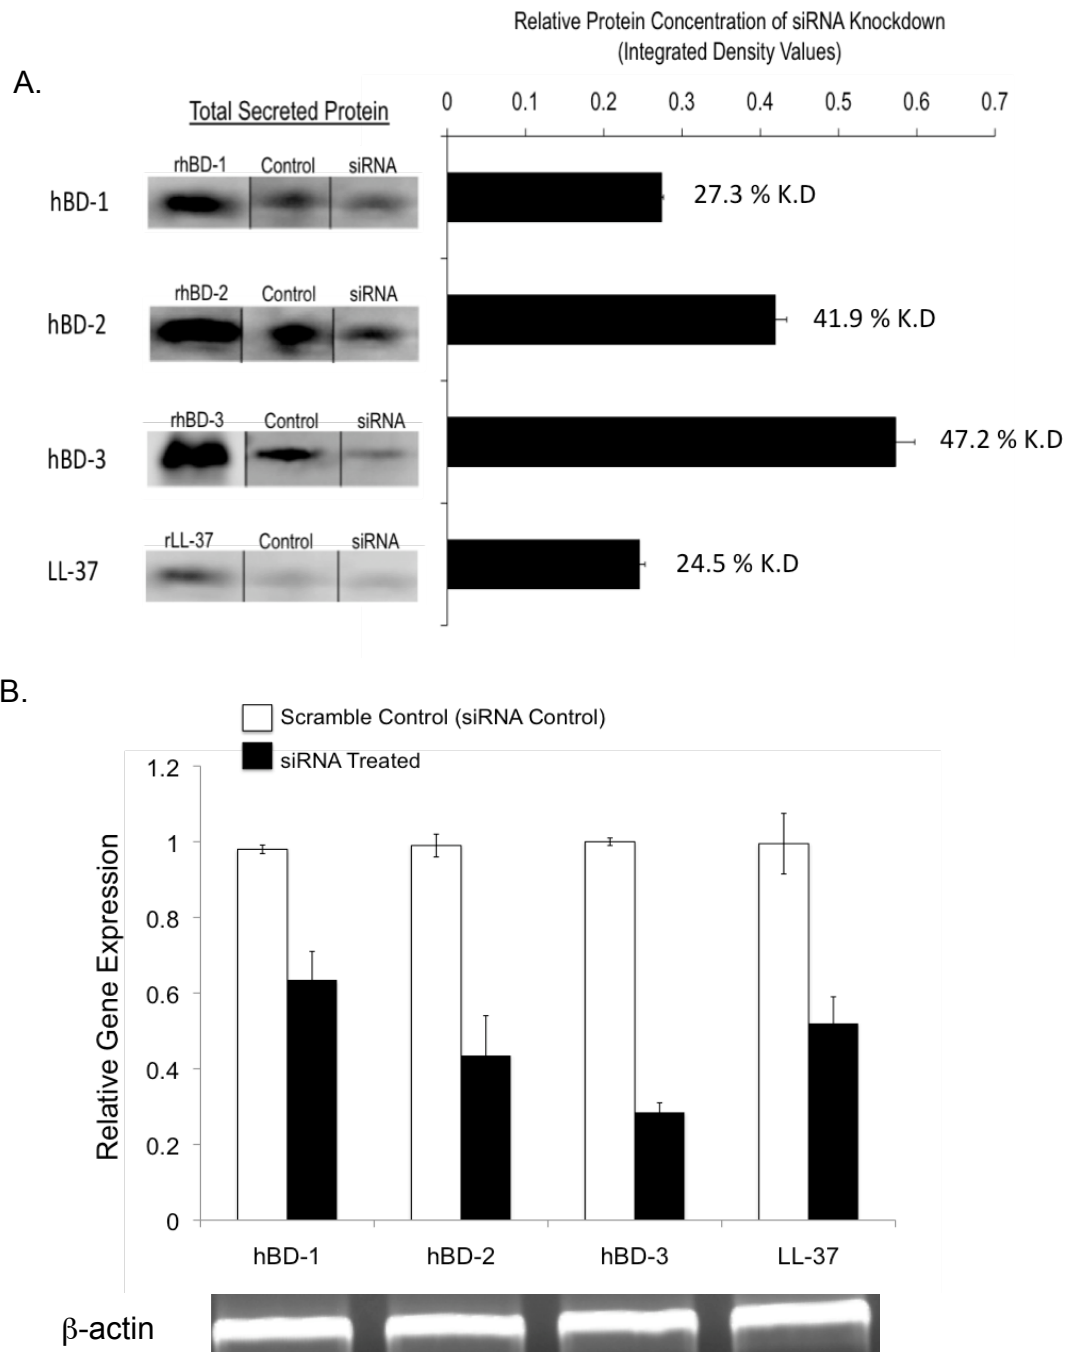 Relative Protein Concentration of siRNA Knockdown
(Integrated Density Values)
A.
Total Secreted Protein
0 0.1 0.2 0.3 0.4 0.5 0.6 0.7
rhBD-1 Control siRNA
hBD-1
27.3 % K.D
rhBD-2 Control siRNA
hBD-2
41.9 % K.D
rhBD-3 Control siRNA
hBD-3
47.2 % K.D
rLL-37 Control siRNA
LL-37
24.5 % K.D
B.
Scramble Control (siRNA Control)
siRNA Treated
Relative Gene Expression
1.2
1
0.8
0.6
0.4
0.2
0
hBD-1 hBD-2 hBD-3 LL-37
β-actin